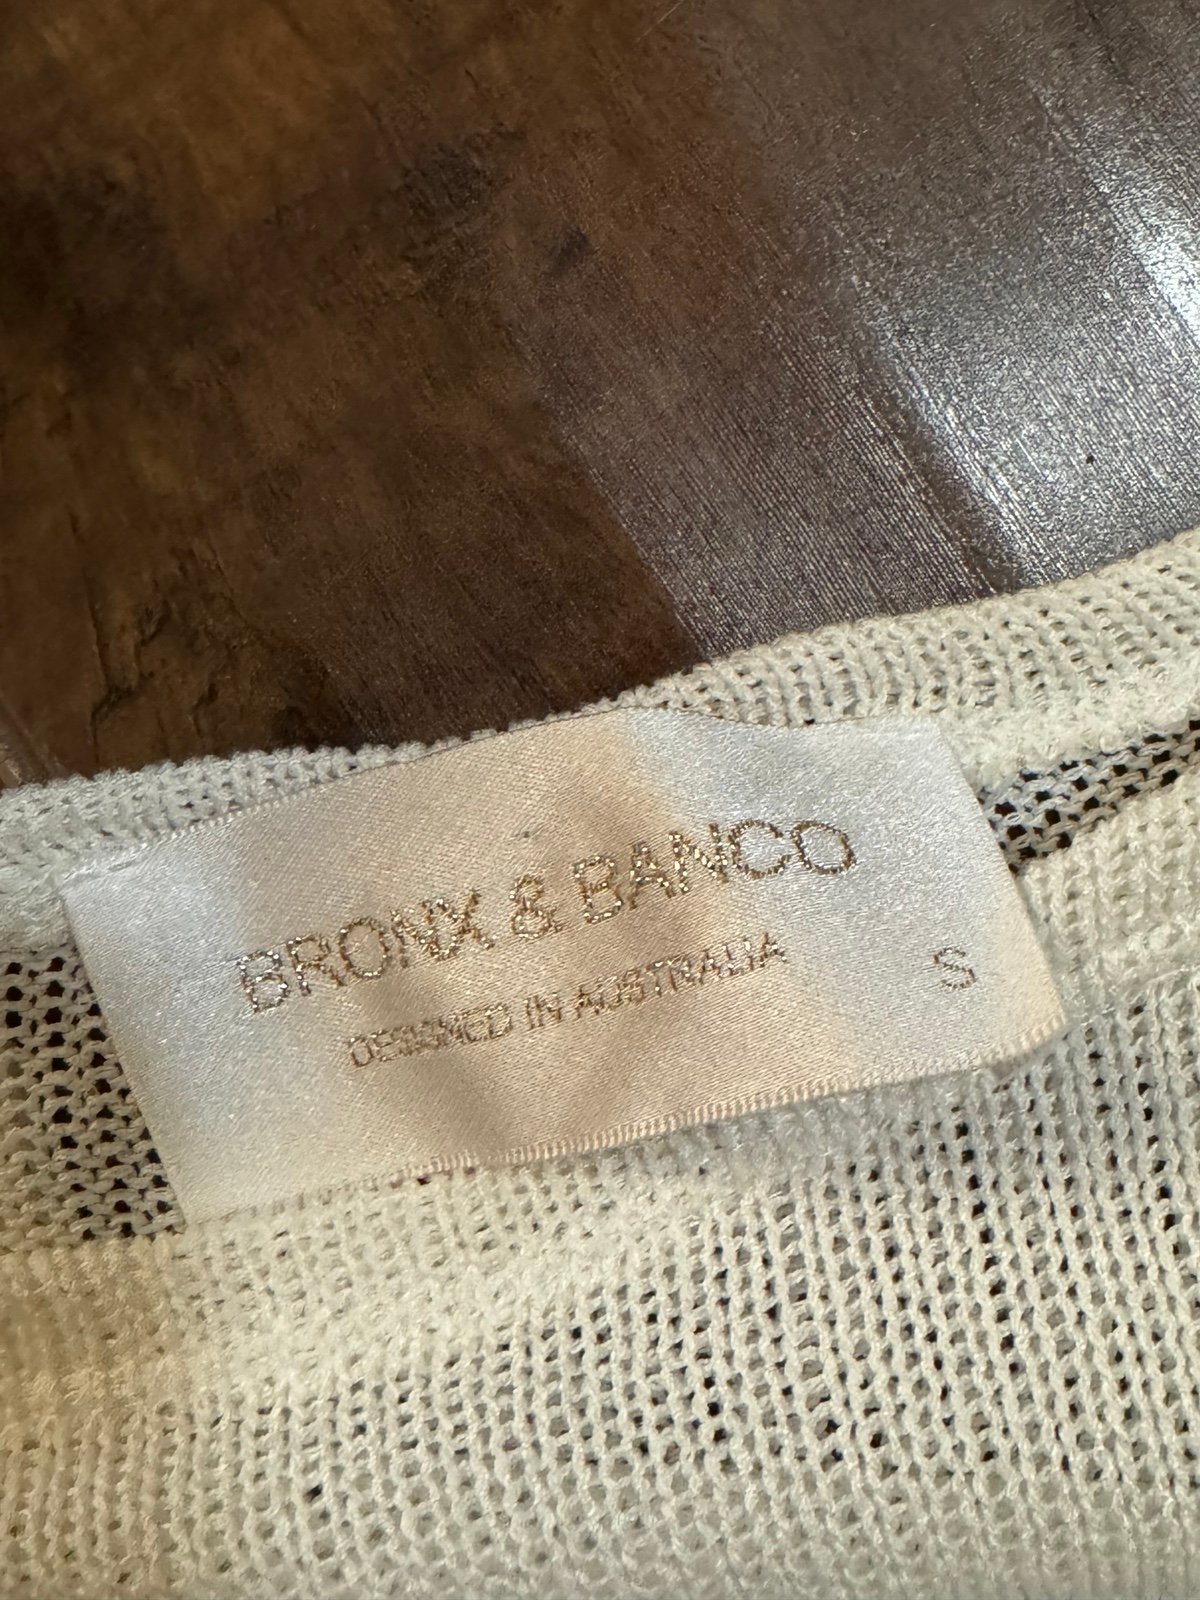 BRONX & BANCO
DESIGNED IN AUSTRALIA
S